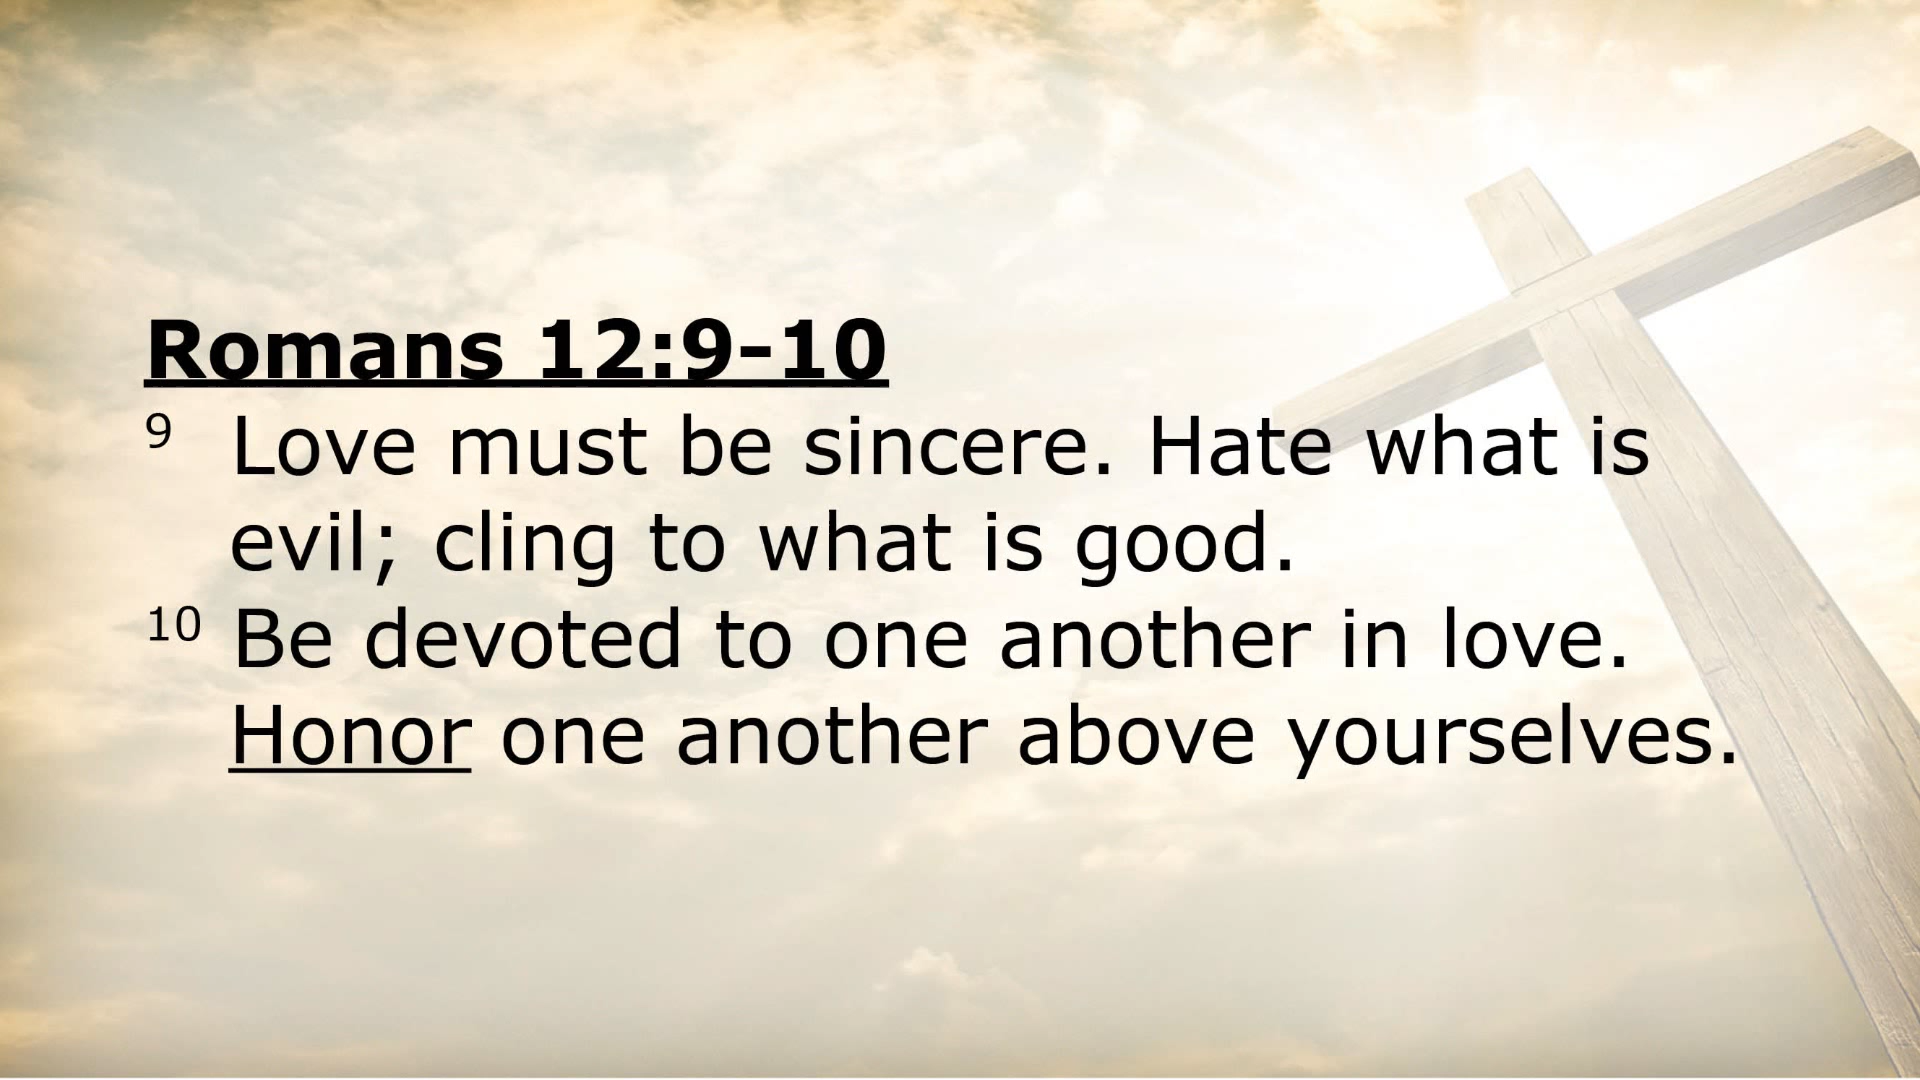 Romans 12:9-10
9 Love must be sincere. Hate what is
evil; cling to what is good.
10 Be devoted to one another in love.
Honor one another above yourselves.